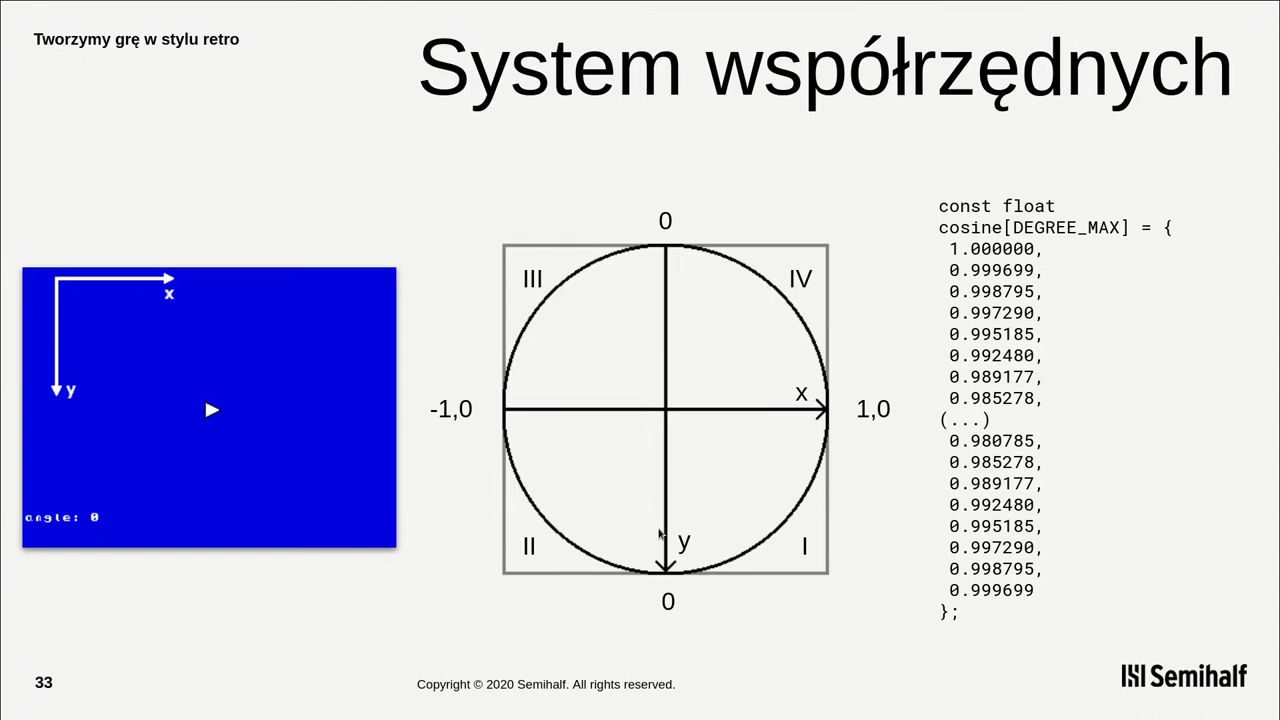 Tworzymy grę w stylu retro
System współrzędnych
x
y
angle: 0
0
III
IV
-1,0
x
1,0
II
y
I
0
const float
cosine[DEGREE_MAX] = {
1.000000,
0.999699,
0.998795,
0.997290,
0.995185,
0.992480,
0.989177,
0.985278,
(...)
0.980785,
0.985278,
0.989177,
0.992480,
0.995185,
0.997290,
0.998795,
0.999699
};
33
Copyright © 2020 Semihalf. All rights reserved.
Semihalf